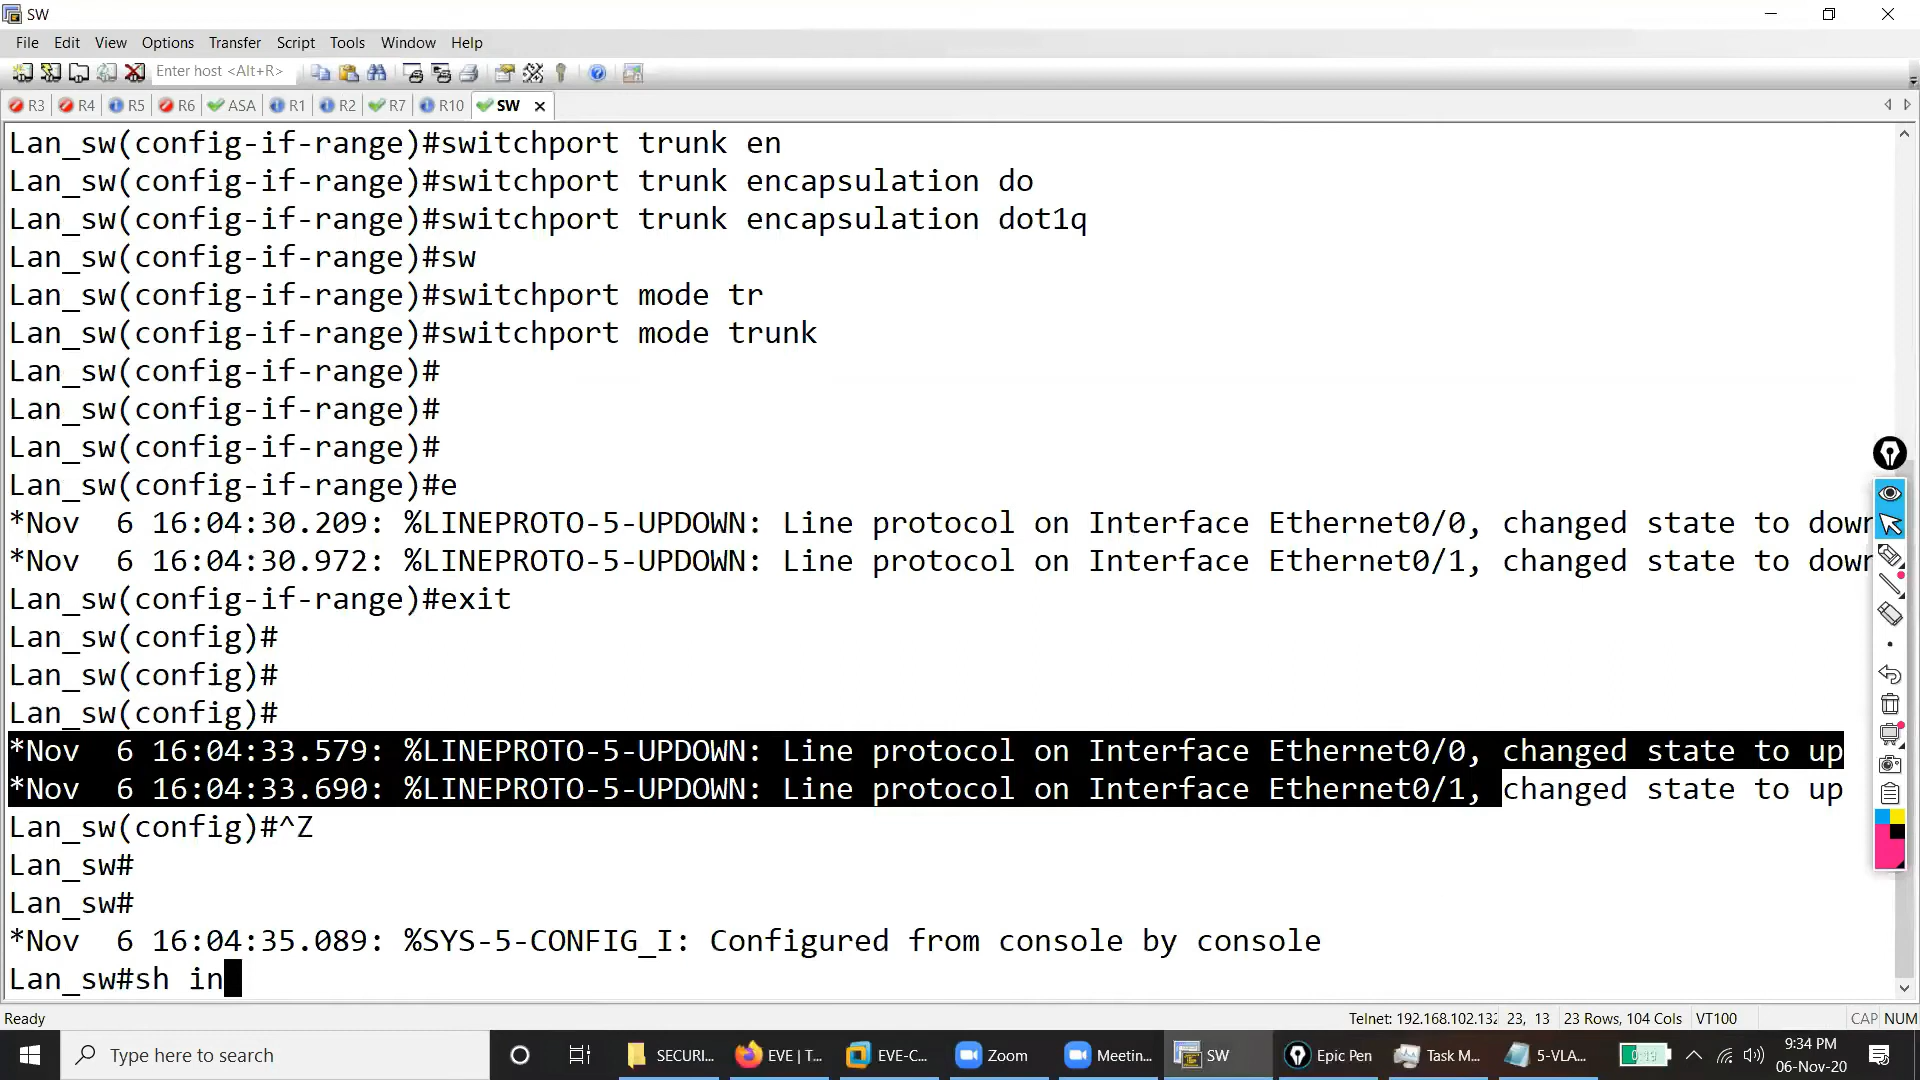 SW
File Edit View Options Transfer Script Tools Window Help
Enter host <Alt+R>
R3 R4 R5 R6 ASA R1 R2 R7 R10 SW
Lan_sw(config-if-range)#switchport trunk en
Lan_sw(config-if-range)#switchport trunk encapsulation do
Lan_sw(config-if-range)#switchport trunk encapsulation dot1q
Lan_sw(config-if-range)#sw
Lan_sw(config-if-range)#switchport mode tr
Lan_sw(config-if-range)#switchport mode trunk
Lan_sw(config-if-range)#
Lan_sw(config-if-range)#
Lan_sw(config-if-range)#
Lan_sw(config-if-range)#e
*Nov  6 16:04:30.209: %LINEPROTO-5-UPDOWN: Line protocol on Interface Ethernet0/0, changed state to down
*Nov  6 16:04:30.972: %LINEPROTO-5-UPDOWN: Line protocol on Interface Ethernet0/1, changed state to down
Lan_sw(config-if-range)#exit
Lan_sw(config)#
Lan_sw(config)#
Lan_sw(config)#
*Nov  6 16:04:33.579: %LINEPROTO-5-UPDOWN: Line protocol on Interface Ethernet0/0, changed state to up
*Nov  6 16:04:33.690: %LINEPROTO-5-UPDOWN: Line protocol on Interface Ethernet0/1, changed state to up
Lan_sw(config)#^Z
Lan_sw#
Lan_sw#
*Nov  6 16:04:35.089: %SYS-5-CONFIG_I: Configured from console by console
Lan_sw#sh in
Ready Telnet: 192.168.102.132 23, 13 23 Rows, 104 Cols VT100 CAP NUM
Type here to search SECURI... EVE | T... EVE-C... Zoom Meetin... SW Epic Pen Task M... 5-VLA... 0:19 9:34 PM
06-Nov-20